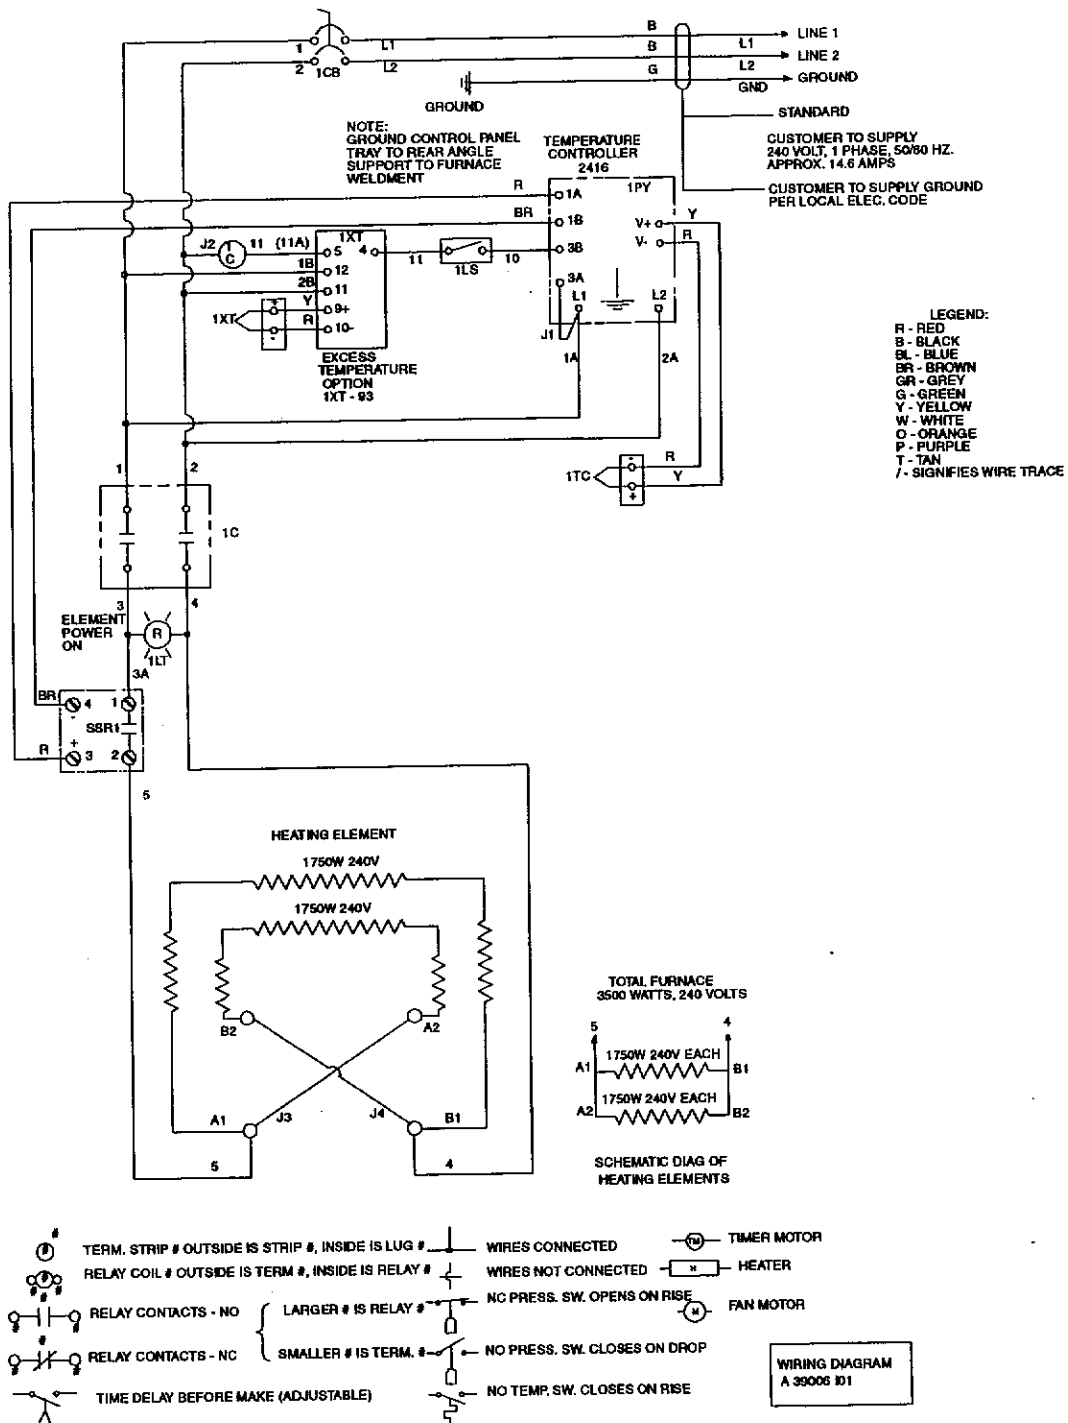 1 L1 B L1 LINE 1
2 1CB L2 B L2 LINE 2
G GND GROUND
GROUND
STANDARD
NOTE:
GROUND CONTROL PANEL
TRAY TO REAR ANGLE
SUPPORT TO FURNACE
WELDMENT
TEMPERATURE
CONTROLLER
2416
CUSTOMER TO SUPPLY
240 VOLT, 1 PHASE, 50/60 HZ.
APPROX. 14.6 AMPS
CUSTOMER TO SUPPLY GROUND
PER LOCAL ELEC. CODE
R 1A 1PY
BR 1B V+ Y
V- R
J2 1 C 11 (11A) 1XT 5 4 11 1LS 10 3B
1B 12
2B 11
3A
L1 L2
1XT + Y 9+
- R 10-
J1
1A 2A
EXCESS
TEMPERATURE
OPTION
1XT - 93
LEGEND:
R - RED
B - BLACK
BL - BLUE
BR - BROWN
GR - GREY
G - GREEN
Y - YELLOW
W - WHITE
O - ORANGE
P - PURPLE
T - TAN
/ - SIGNIFIES WIRE TRACE
1TC - R
+ Y
1 2
1C
3 4
ELEMENT
POWER
ON
R
1LT
3A
BR 4 1
-
SSR1
+
R 3 2
5
HEATING ELEMENT
1750W 240V
1750W 240V
B2 A2
A1 J3 J4 B1
5 4
TOTAL FURNACE
3500 WATTS, 240 VOLTS
5 4
1750W 240V EACH
A1 B1
1750W 240V EACH
A2 B2
SCHEMATIC DIAG OF
HEATING ELEMENTS
# # TERM. STRIP # OUTSIDE IS STRIP #, INSIDE IS LUG #
WIRES CONNECTED
TM TIMER MOTOR
# # # RELAY COIL # OUTSIDE IS TERM #, INSIDE IS RELAY #
WIRES NOT CONNECTED
H HEATER
# # # RELAY CONTACTS - NO
LARGER # IS RELAY #
NC PRESS. SW. OPENS ON RISE
M FAN MOTOR
# # # RELAY CONTACTS - NC
SMALLER # IS TERM. #
NO PRESS. SW. CLOSES ON DROP
TIME DELAY BEFORE MAKE (ADJUSTABLE)
NO TEMP. SW. CLOSES ON RISE
WIRING DIAGRAM
A 39006 I01